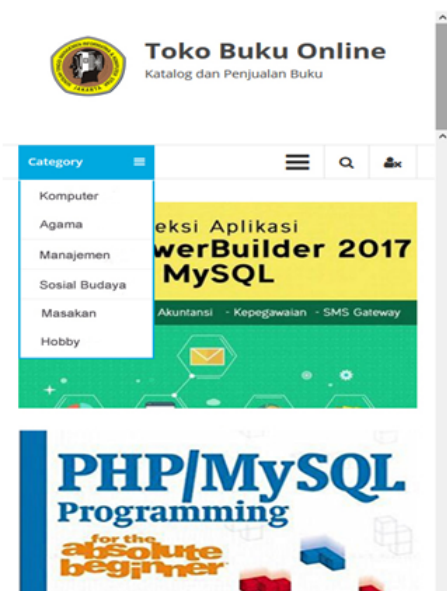 Toko Buku Online
Katalog dan Penjualan Buku
Category
Komputer
Agama
Manajemen
Sosial Budaya
Masakan
Hobby
eksi Aplikasi
werBuilder 2017
MySQL
Akuntansi - Kepegawaian - SMS Gateway
PHP/MySQL
Programming
for the
absolute
beginner